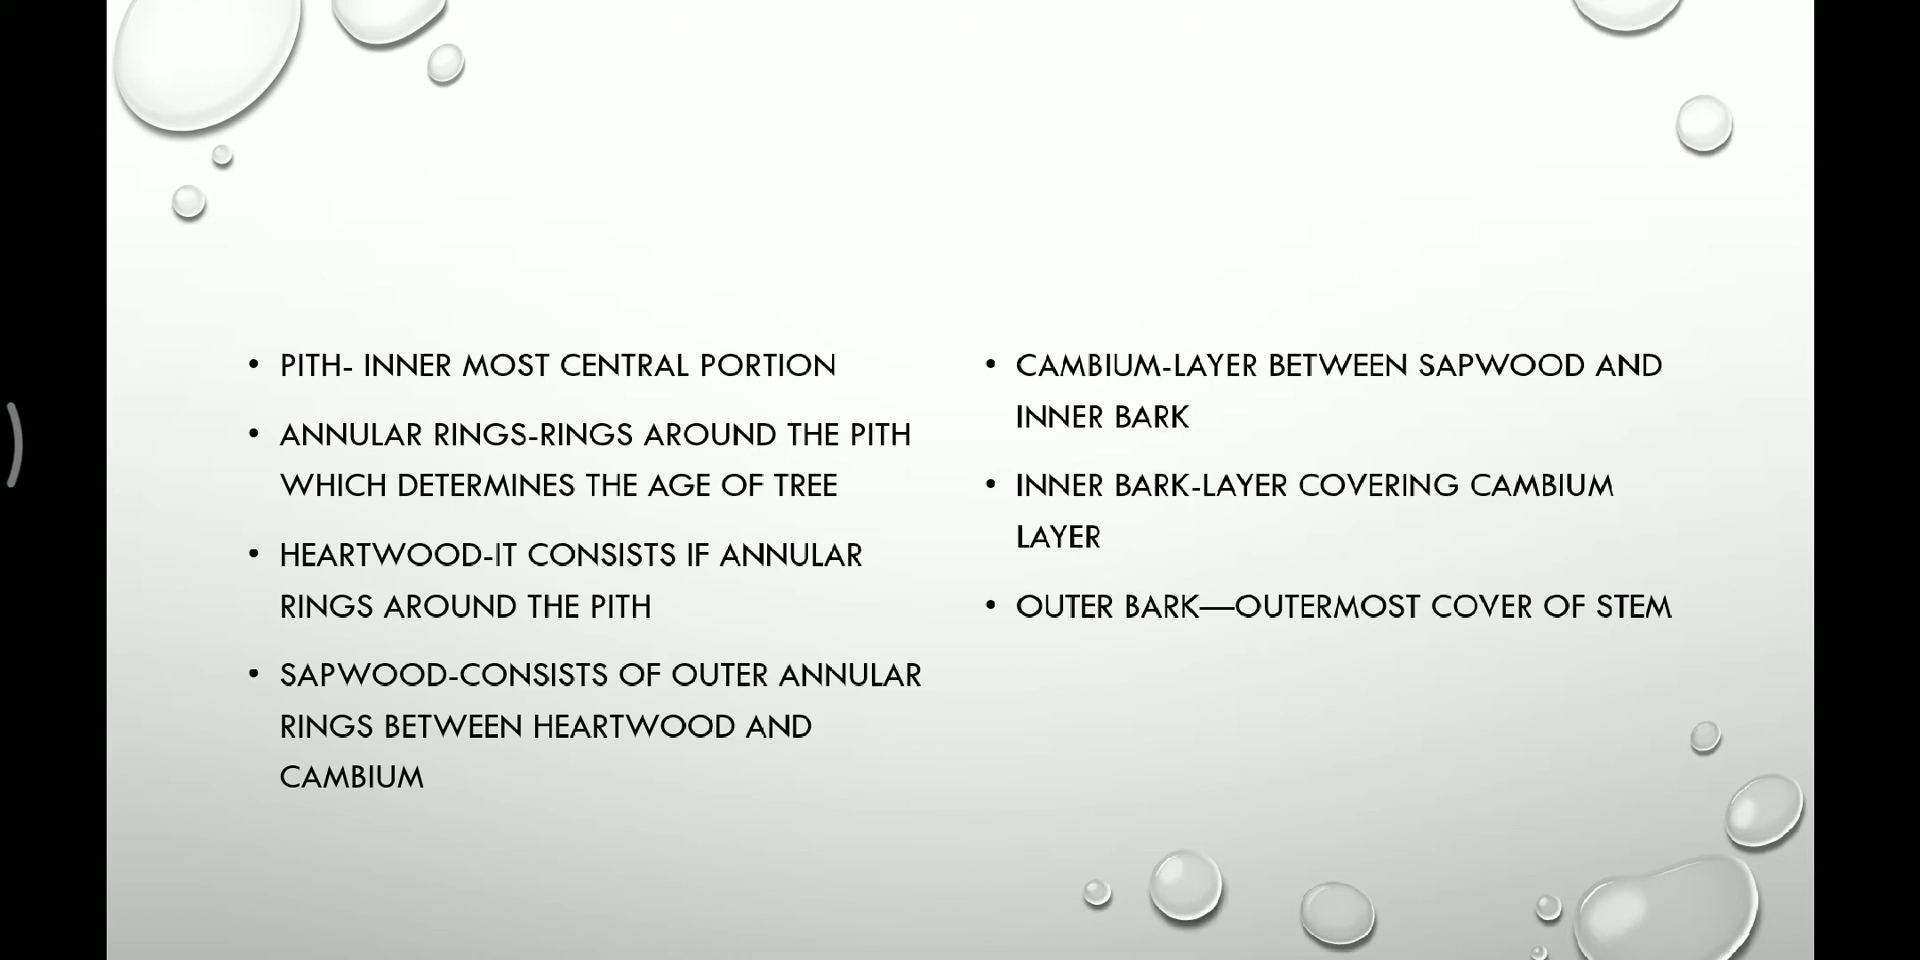 • PITH- INNER MOST CENTRAL PORTION
• ANNULAR RINGS-RINGS AROUND THE PITH
WHICH DETERMINES THE AGE OF TREE
• HEARTWOOD-IT CONSISTS IF ANNULAR
RINGS AROUND THE PITH
• SAPWOOD-CONSISTS OF OUTER ANNULAR
RINGS BETWEEN HEARTWOOD AND
CAMBIUM
• CAMBIUM-LAYER BETWEEN SAPWOOD AND
INNER BARK
• INNER BARK-LAYER COVERING CAMBIUM
LAYER
• OUTER BARK—OUTERMOST COVER OF STEM